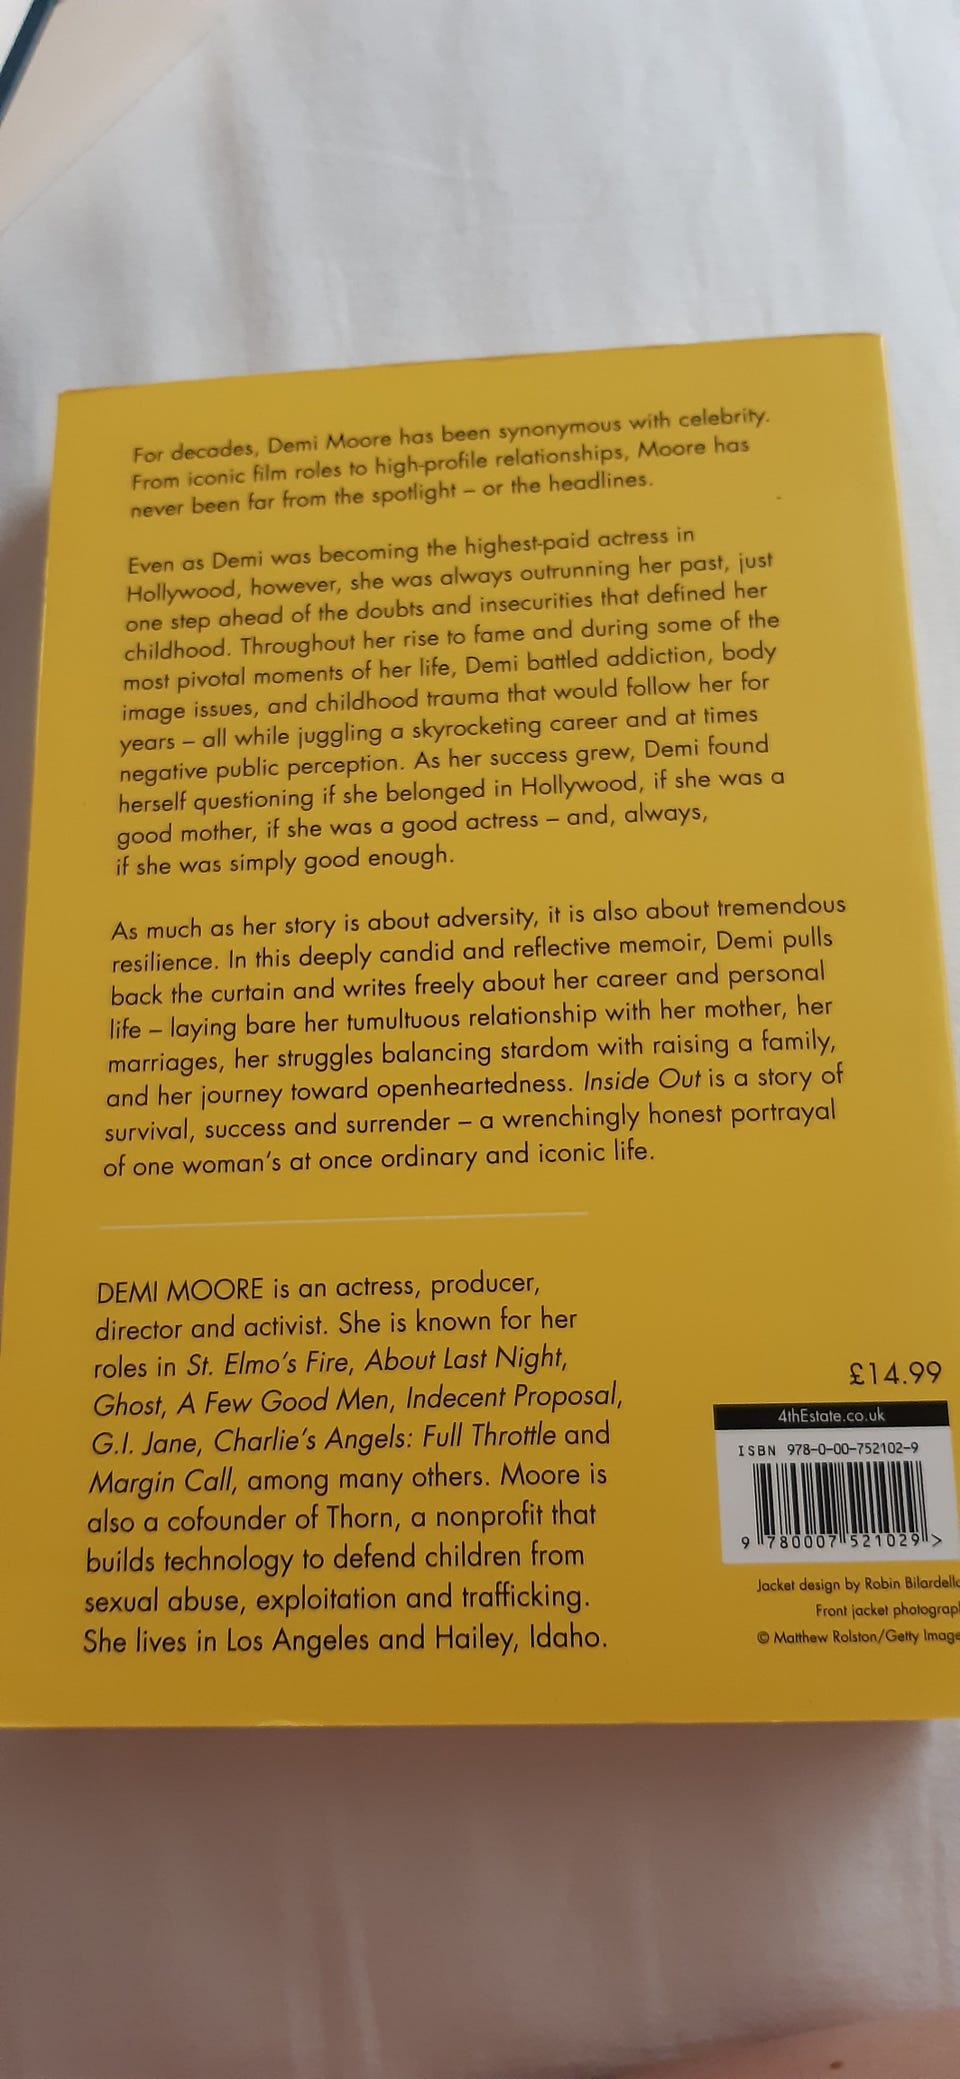 For decades, Demi Moore has been synonymous with celebrity.
From iconic film roles to high-profile relationships, Moore has
never been far from the spotlight – or the headlines.
Even as Demi was becoming the highest-paid actress in
Hollywood, however, she was always outrunning her past, just
one step ahead of the doubts and insecurities that defined her
childhood. Throughout her rise to fame and during some of the
most pivotal moments of her life, Demi battled addiction, body
image issues, and childhood trauma that would follow her for
years – all while juggling a skyrocketing career and at times
negative public perception. As her success grew, Demi found
herself questioning if she belonged in Hollywood, if she was a
good mother, if she was a good actress – and, always,
if she was simply good enough.
As much as her story is about adversity, it is also about tremendous
resilience. In this deeply candid and reflective memoir, Demi pulls
back the curtain and writes freely about her career and personal
life – laying bare her tumultuous relationship with her mother, her
marriages, her struggles balancing stardom with raising a family,
and her journey toward openheartedness. Inside Out is a story of
survival, success and surrender – a wrenchingly honest portrayal
of one woman's at once ordinary and iconic life.
DEMI MOORE is an actress, producer,
director and activist. She is known for her
roles in St. Elmo's Fire, About Last Night,
Ghost, A Few Good Men, Indecent Proposal,
G.I. Jane, Charlie's Angels: Full Throttle and
Margin Call, among many others. Moore is
also a cofounder of Thorn, a nonprofit that
builds technology to defend children from
sexual abuse, exploitation and trafficking.
She lives in Los Angeles and Hailey, Idaho.
£14.99
4thEstate.co.uk
ISBN 978-0-00-752102-9
9 780007 521029 >
Jacket design by Robin Bilardello
Front jacket photograp
© Matthew Rolston/Getty Image